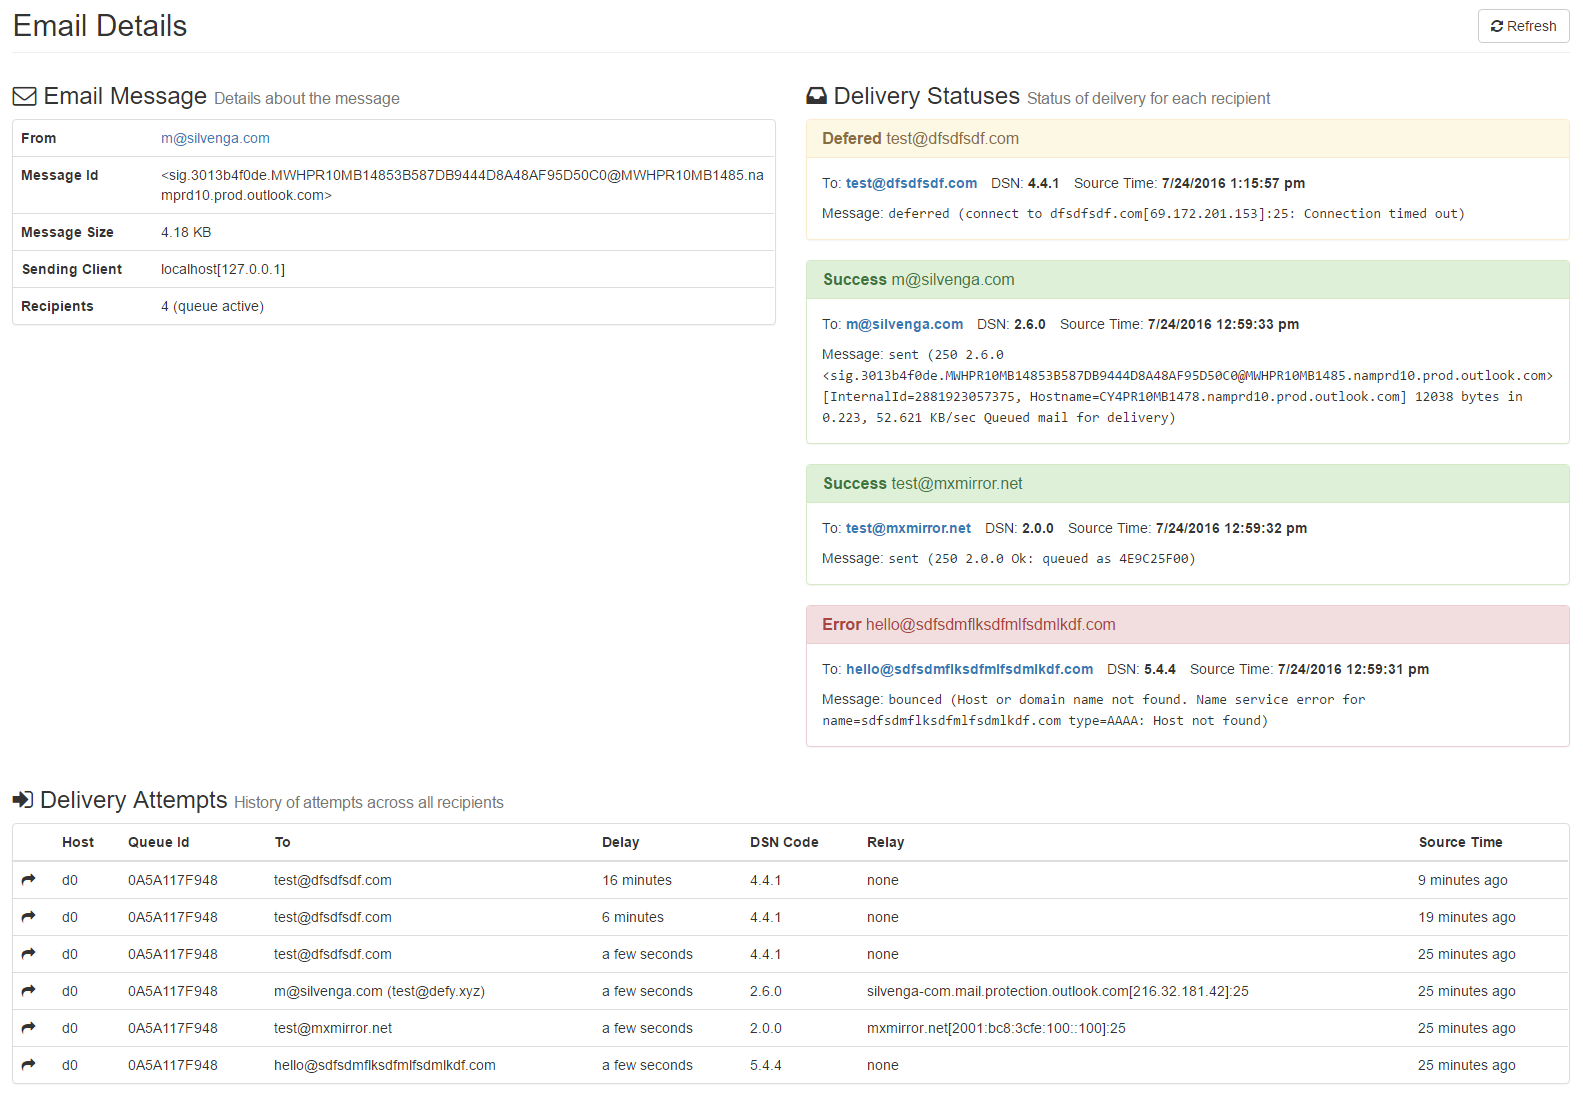 Email Details
Refresh
Email Message Details about the message
From m@silvenga.com
Message Id <sig.3013b4f0de.MWHPR10MB14853B587DB9444D8A48AF95D50C0@MWHPR10MB1485.na
mprd10.prod.outlook.com>
Message Size 4.18 KB
Sending Client localhost[127.0.0.1]
Recipients 4 (queue active)
Delivery Statuses Status of deilvery for each recipient
Defered test@dfsdfsdf.com
To: test@dfsdfsdf.com DSN: 4.4.1 Source Time: 7/24/2016 1:15:57 pm
Message: deferred (connect to dfsdfsdf.com[69.172.201.153]:25: Connection timed out)
Success m@silvenga.com
To: m@silvenga.com DSN: 2.6.0 Source Time: 7/24/2016 12:59:33 pm
Message: sent (250 2.6.0
<sig.3013b4f0de.MWHPR10MB14853B587DB9444D8A48AF95D50C0@MWHPR10MB1485.namprd10.prod.outlook.com>
[InternalId=2881923057375, Hostname=CY4PR10MB1478.namprd10.prod.outlook.com] 12038 bytes in
0.223, 52.621 KB/sec Queued mail for delivery)
Success test@mxmirror.net
To: test@mxmirror.net DSN: 2.0.0 Source Time: 7/24/2016 12:59:32 pm
Message: sent (250 2.0.0 Ok: queued as 4E9C25F00)
Error hello@sdfsdmflksdfmlfsdmlkdf.com
To: hello@sdfsdmflksdfmlfsdmlkdf.com DSN: 5.4.4 Source Time: 7/24/2016 12:59:31 pm
Message: bounced (Host or domain name not found. Name service error for
name=sdfsdmflksdfmlfsdmlkdf.com type=AAAA: Host not found)
Delivery Attempts History of attempts across all recipients
Host Queue Id To Delay DSN Code Relay Source Time
d0 0A5A117F948 test@dfsdfsdf.com 16 minutes 4.4.1 none 9 minutes ago
d0 0A5A117F948 test@dfsdfsdf.com 6 minutes 4.4.1 none 19 minutes ago
d0 0A5A117F948 test@dfsdfsdf.com a few seconds 4.4.1 none 25 minutes ago
d0 0A5A117F948 m@silvenga.com (test@defy.xyz) a few seconds 2.6.0 silvenga-com.mail.protection.outlook.com[216.32.181.42]:25 25 minutes ago
d0 0A5A117F948 test@mxmirror.net a few seconds 2.0.0 mxmirror.net[2001:bc8:3cfe:100::100]:25 25 minutes ago
d0 0A5A117F948 hello@sdfsdmflksdfmlfsdmlkdf.com a few seconds 5.4.4 none 25 minutes ago